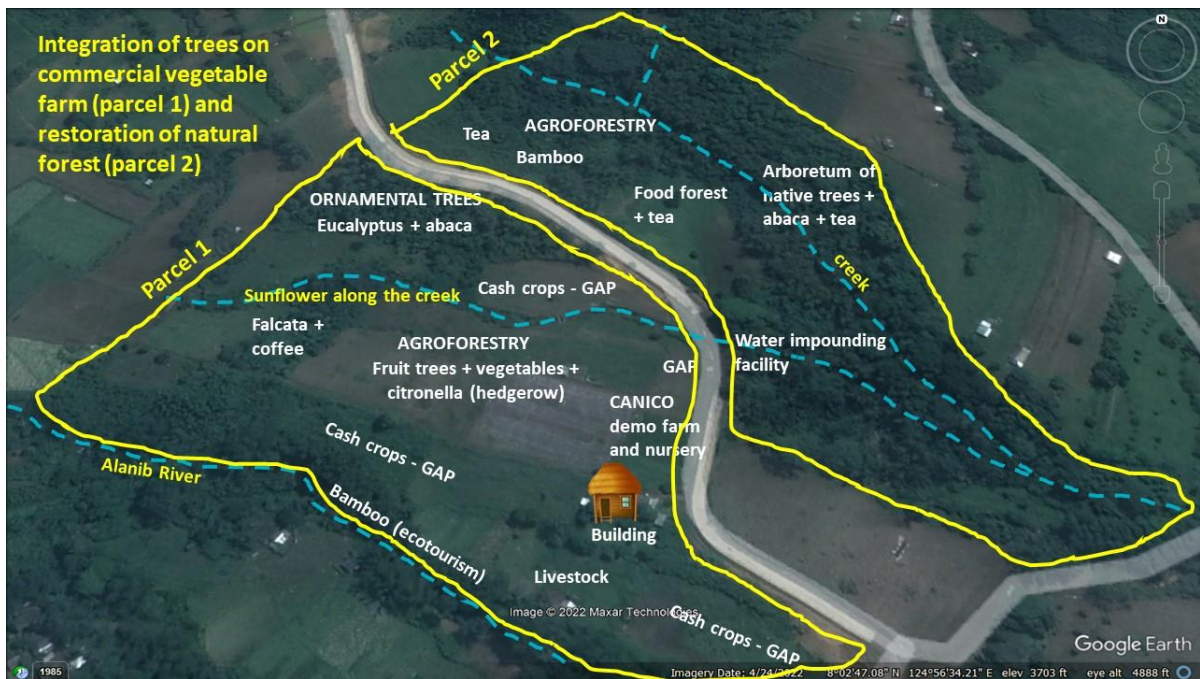 Integration of trees on
commercial vegetable
farm (parcel 1) and
restoration of natural
forest (parcel 2)
N
Parcel 2
Tea
AGROFORESTRY
Bamboo
Food forest
+ tea
Arboretum of
native trees +
abaca + tea
creek
ORNAMENTAL TREES
Eucalyptus + abaca
Parcel 1
Sunflower along the creek
Cash crops - GAP
Falcata +
coffee
AGROFORESTRY
Fruit trees + vegetables +
citronella (hedgerow)
GAP
Water impounding
facility
CANICO
demo farm
and nursery
Cash crops - GAP
Alanib River
Bamboo (ecotourism)
Building
Livestock
Image © 2022 Maxar Technologies
Cash crops - GAP
Google Earth
1985
Imagery Date: 4/24/2022 8°02'47.08" N 124°56'34.21" E elev 3703 ft eye alt 4888 ft